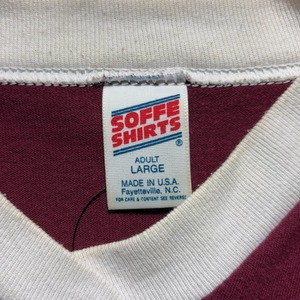 SOFFE
SHIRTS®
ADULT
LARGE
MADE IN U.S.A.
Fayetteville, N.C.
FOR CARE & CONTENT SEE REVERSE